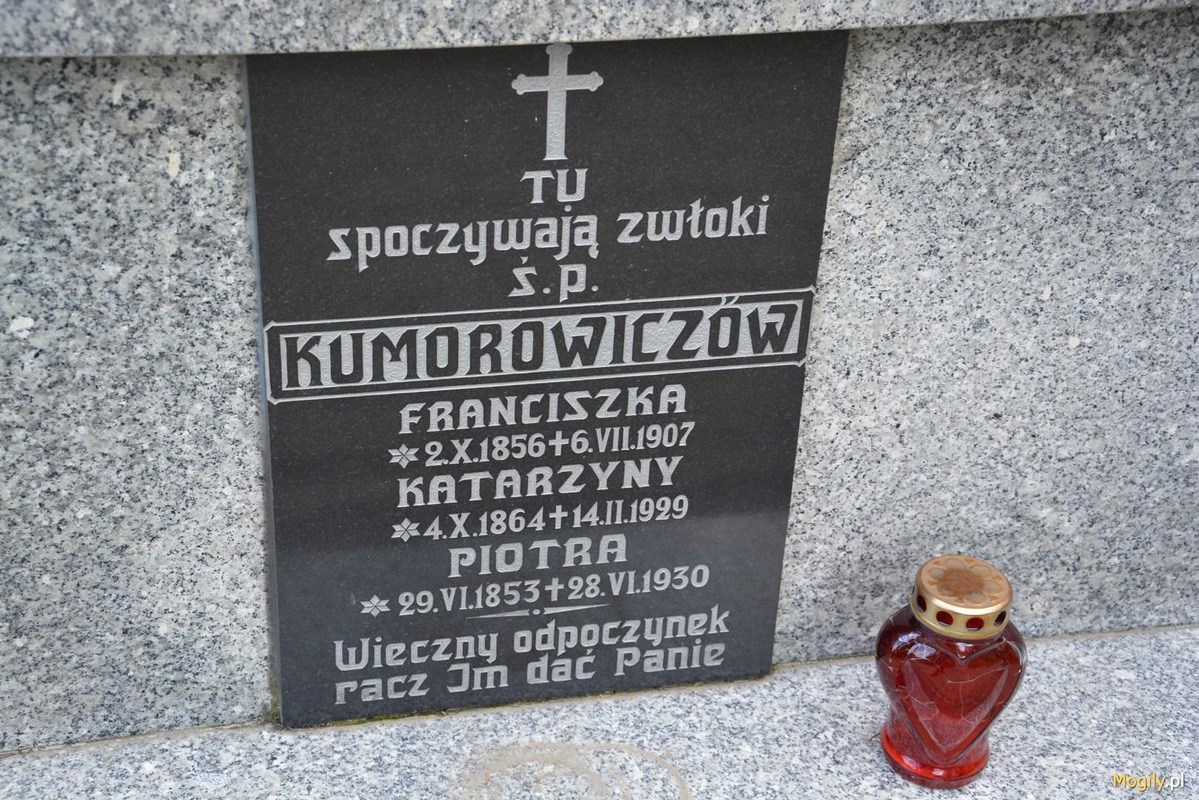 TU
spoczywają zwłoki
ś.p.
KUMOROWICZÓW
FRANCISZKA
*2.X.1856+6.VII.1907
KATARZYNY
*4.X.1864+14.II.1929
PIOTRA
*29.VI.1853+28.VI.1930
Wieczny odpoczynek
racz Im dać Panie
Mogiły.pl